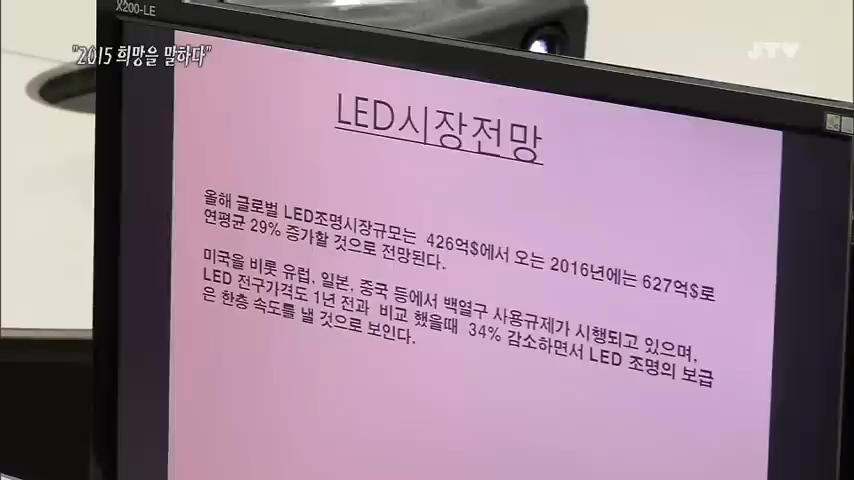 X200-LE
"2015 희망을 말하다"
JTV
LED시장전망
올해 글로벌 LED조명시장규모는 426억$에서 오는 2016년에는 627억$로
연평균 29% 증가할 것으로 전망된다.
미국을 비롯 유럽, 일본, 중국 등에서 백열구 사용규제가 시행되고 있으며,
LED 전구가격도 1년 전과 비교 했을때 34% 감소하면서 LED 조명의 보급
은 한층 속도를 낼 것으로 보인다.